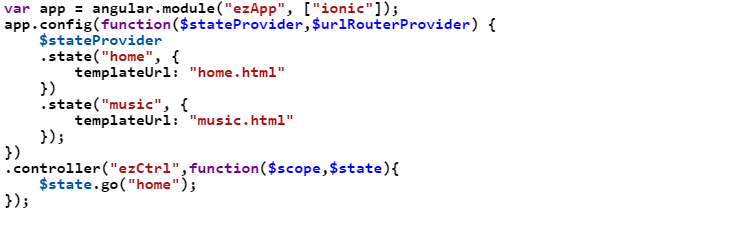 var app = angular.module("ezApp", ["ionic"]);
app.config(function($stateProvider,$urlRouterProvider) {
    $stateProvider
    .state("home", {
        templateUrl: "home.html"
    })
    .state("music", {
        templateUrl: "music.html"
    });
})
.controller("ezCtrl",function($scope,$state){
    $state.go("home");
});